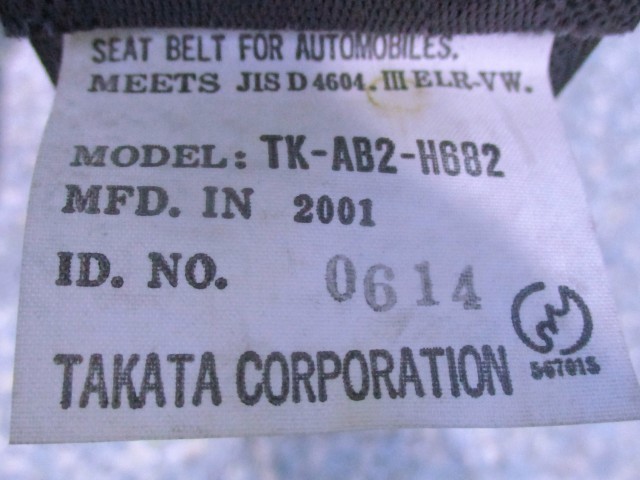 SEAT BELT FOR AUTOMOBILES.
MEETS JIS D 4604. III ELR-VW.
MODEL: TK-AB2-H682
MFD. IN 2001
ID. NO. 0614
TAKATA CORPORATION
56701S